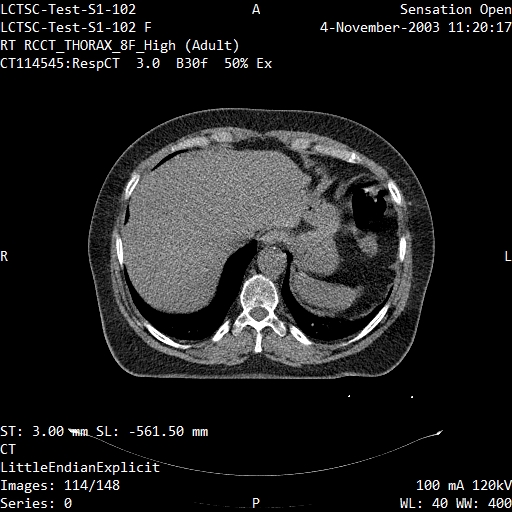 LCTSC-Test-S1-102
A
Sensation Open
LCTSC-Test-S1-102 F
4-November-2003 11:20:17
RT RCCT_THORAX_8F_High (Adult)
CT114545:RespCT 3.0 B30f 50% Ex
R
L
ST: 3.00 mm SL: -561.50 mm
CT
LittleEndianExplicit
Images: 114/148
100 mA 120kV
Series: 0
P
WL: 40 WW: 400